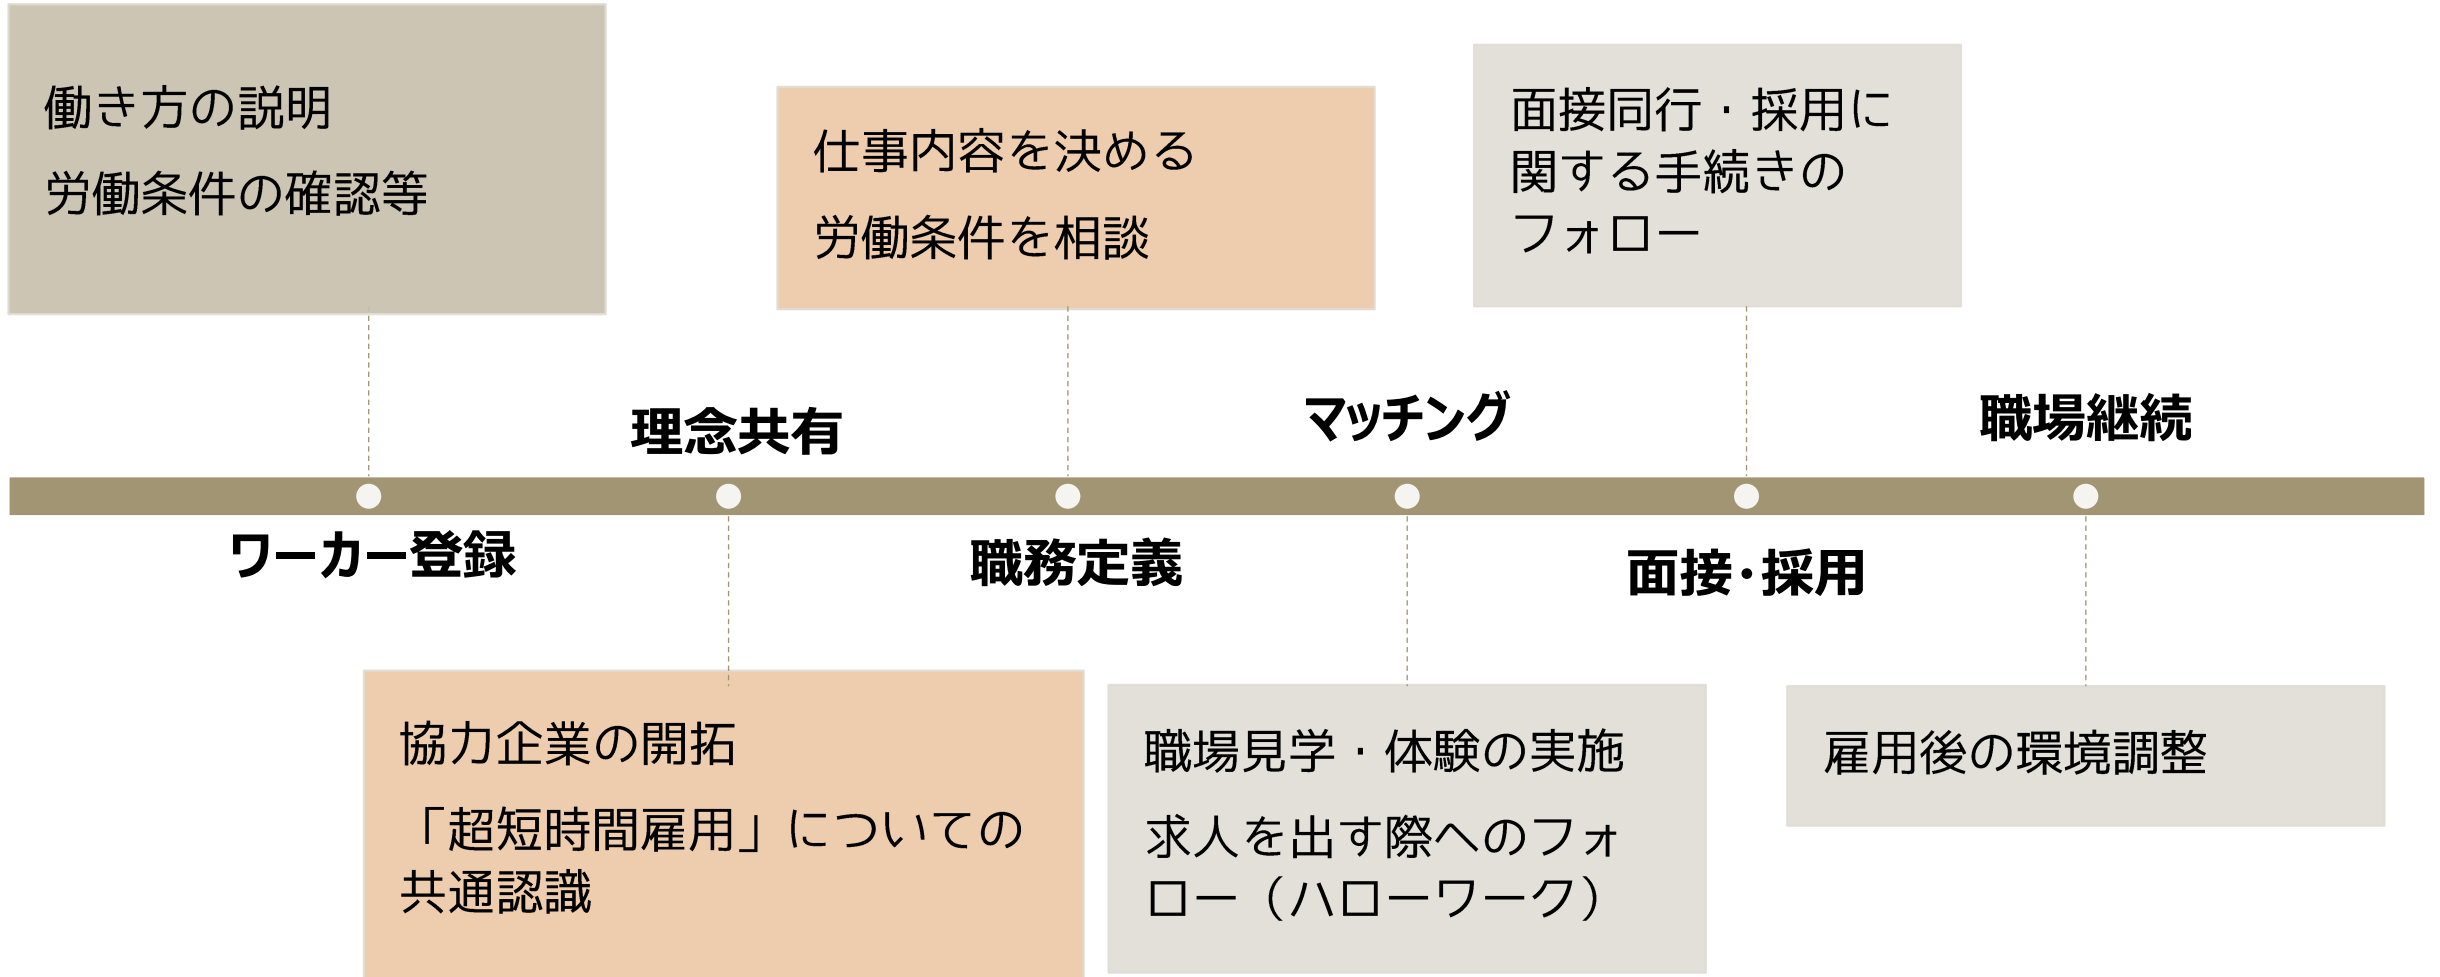 働き方の説明
労働条件の確認等
ワーカー登録
理念共有
協力企業の開拓
「超短時間雇用」についての
共通認識
仕事内容を決める
労働条件を相談
職務定義
マッチング
職場見学・体験の実施
求人を出す際へのフォ
ロー（ハローワーク）
面接同行・採用に
関する手続きの
フォロー
面接・採用
職場継続
雇用後の環境調整